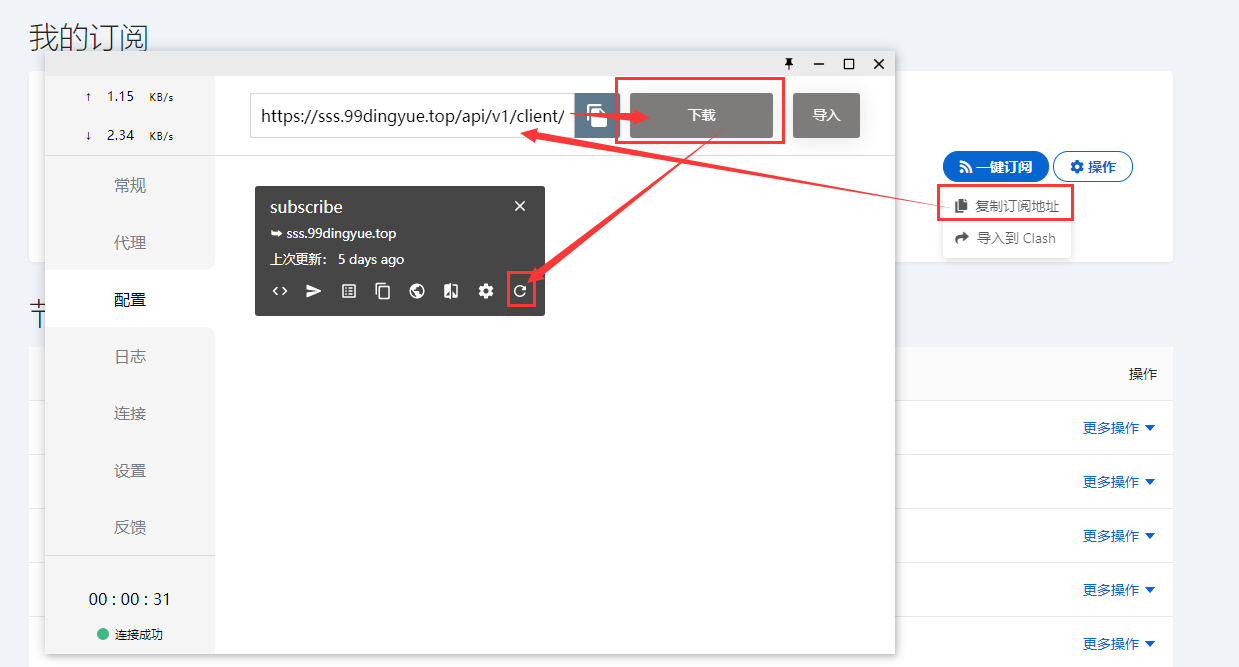 我的订阅
↑ 1.15 KB/s
↓ 2.34 KB/s
https://sss.99dingyue.top/api/v1/client/
下载
导入
一键订阅
操作
复制订阅地址
导入到 Clash
常规
代理
配置
日志
连接
设置
反馈
subscribe
sss.99dingyue.top
上次更新： 5 days ago
操作
更多操作
更多操作
更多操作
更多操作
更多操作
00 : 00 : 31
连接成功